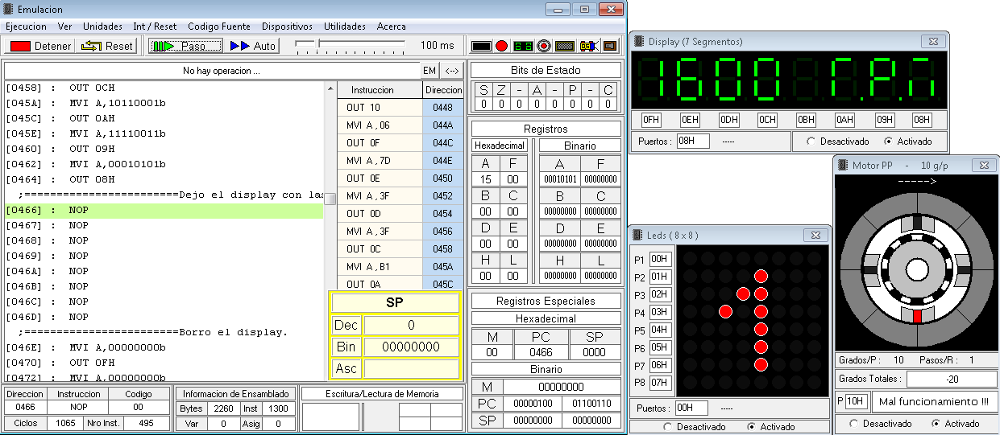 Emulacion
Ejecucion Ver Unidades Int / Reset Codigo Fuente Dispositivos Utilidades Acerca
Detener Reset Paso Auto 100 ms
No hay operacion ... EM <-->
[0458] : OUT 0CH
[045A] : MVI A,10110001b
[045C] : OUT 0AH
[045E] : MVI A,11110011b
[0460] : OUT 09H
[0462] : MVI A,00010101b
[0464] : OUT 08H
;========================Dejo el display con las
[0466] : NOP
[0467] : NOP
[0468] : NOP
[0469] : NOP
[046A] : NOP
[046B] : NOP
[046C] : NOP
[046D] : NOP
;========================Borro el display.
[046E] : MVI A,00000000b
[0470] : OUT 0FH
[0472] : MVI A,00000000b
Instruccion Direccion
OUT 10 0448
MVI A,06 044A
OUT 0F 044C
MVI A,7D 044E
OUT 0E 0450
MVI A,3F 0452
OUT 0D 0454
MVI A,3F 0456
OUT 0C 0458
MVI A,B1 045A
OUT 0A 045C
SP
Dec 0
Bin 00000000
Asc
Bits de Estado
S Z - A - P - C
0 0 0 0 0 0 0 0
Registros
Hexadecimal Binario
A F A F
15 00 00010101 00000000
B C B C
00 00 00000000 00000000
D E D E
00 00 00000000 00000000
H L H L
00 00 00000000 00000000
Registros Especiales
Hexadecimal
M PC SP
00 0466 0000
Binario
M 00000000
PC 00000100 01100110
SP 00000000 00000000
Direccion Instruccion Codigo
0466 NOP 00
Ciclos 1065 Nro Inst. 495
Informacion de Ensamblado
Bytes 2260 Inst 1300
Var 0 Asig 0
Escritura/Lectura de Memoria
Display (7 Segmentos)
1600 r.P.n.
0FH 0EH 0DH 0CH 0BH 0AH 09H 08H
Puertos : 08H ----- Desactivado Activado
Leds ( 8 x 8 )
P1 00H
P2 01H
P3 02H
P4 03H
P5 04H
P6 05H
P7 06H
P8 07H
Puertos : 00H -----
Desactivado Activado
Motor PP - 10 g/p
----->
Grados/P : 10 Pasos/R : 1
Grados Totales : -20
P 10H Mal funcionamiento !!!
Desactivado Activado